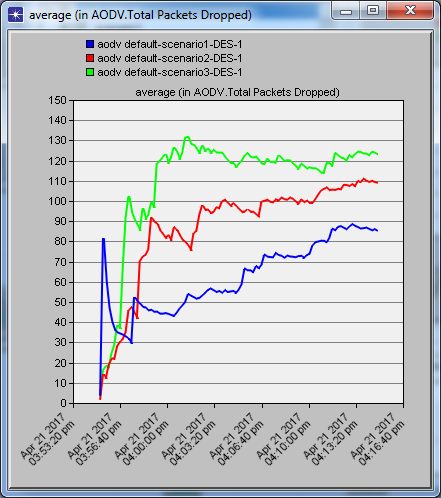 average (in AODV.Total Packets Dropped)
aodv default-scenario1-DES-1
aodv default-scenario2-DES-1
aodv default-scenario3-DES-1
average (in AODV.Total Packets Dropped)
150
140
130
120
110
100
90
80
70
60
50
40
30
20
10
0
Apr 21 2017
03:53:20 pm
Apr 21 2017
03:56:40 pm
Apr 21 2017
04:00:00 pm
Apr 21 2017
04:03:20 pm
Apr 21 2017
04:06:40 pm
Apr 21 2017
04:10:00 pm
Apr 21 2017
04:13:20 pm
Apr 21 2017
04:16:40 pm